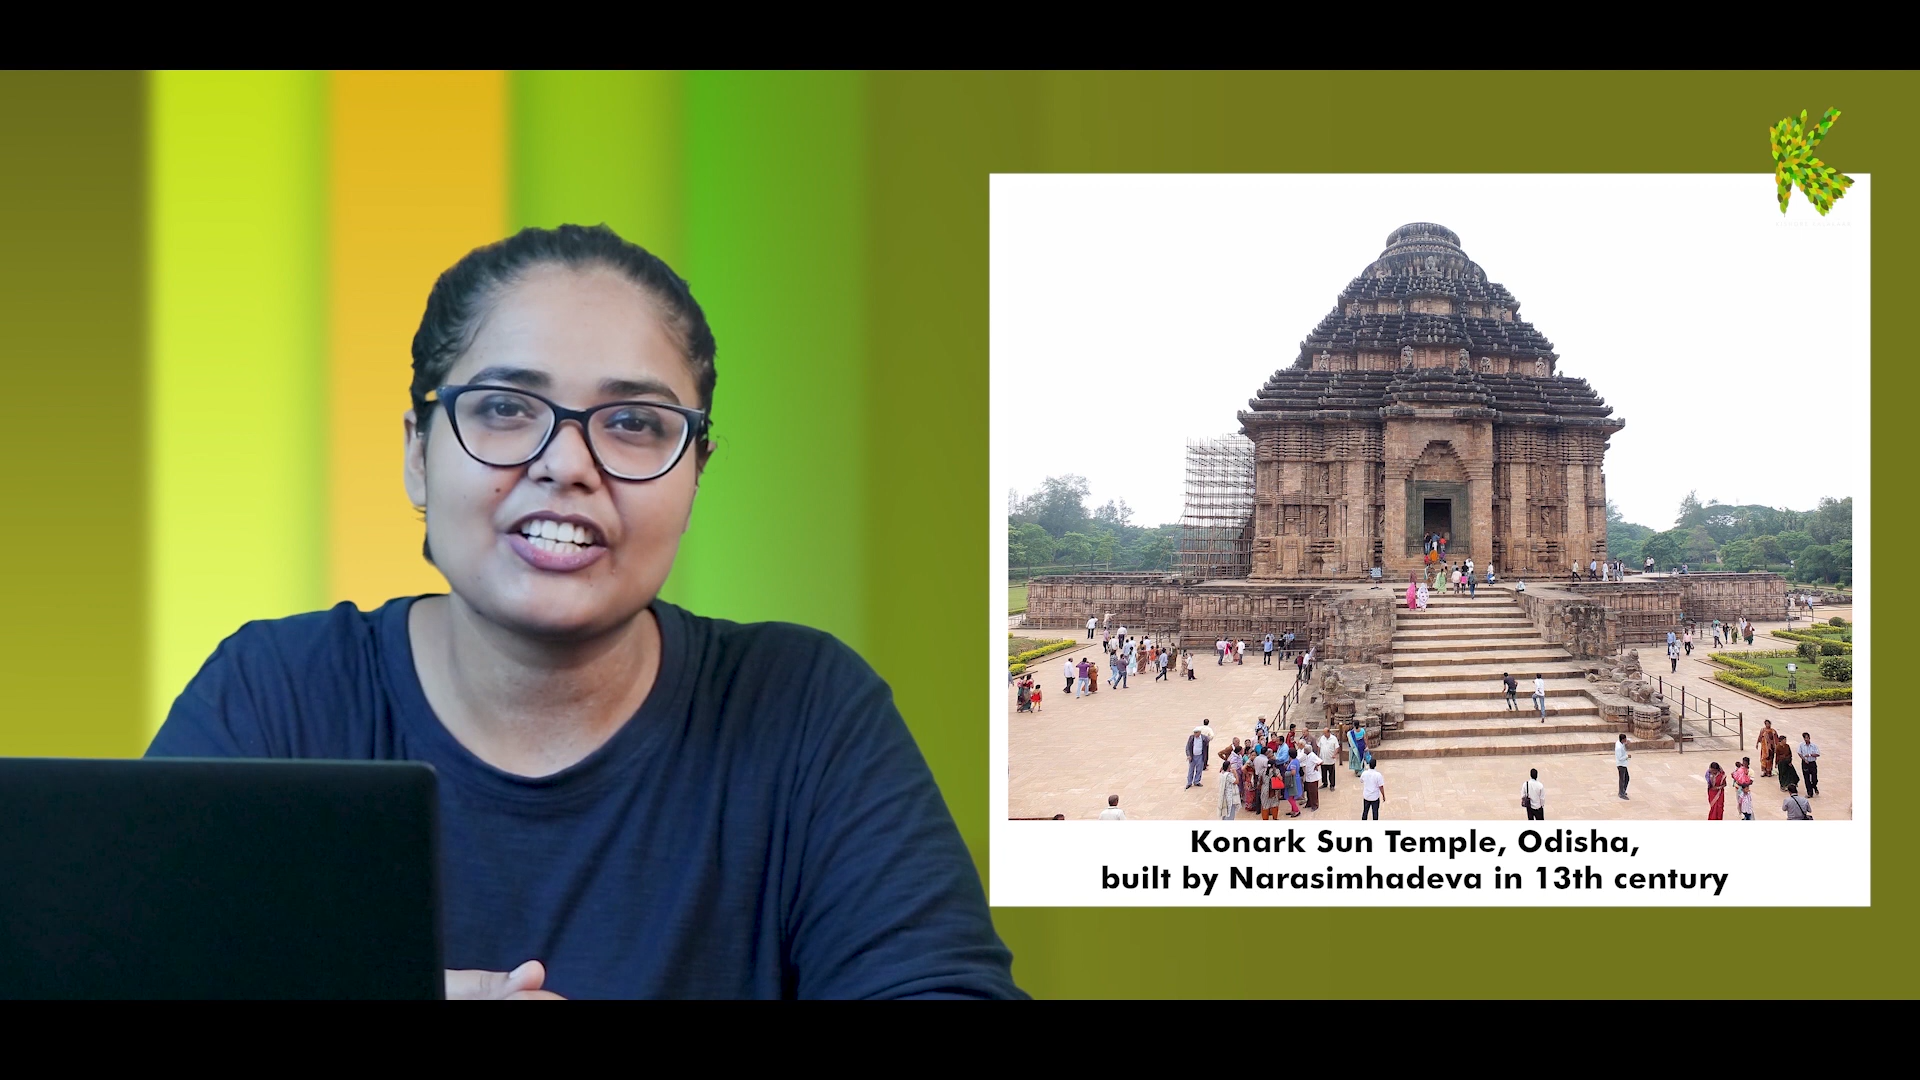 Konark Sun Temple, Odisha,
built by Narasimhadeva in 13th century